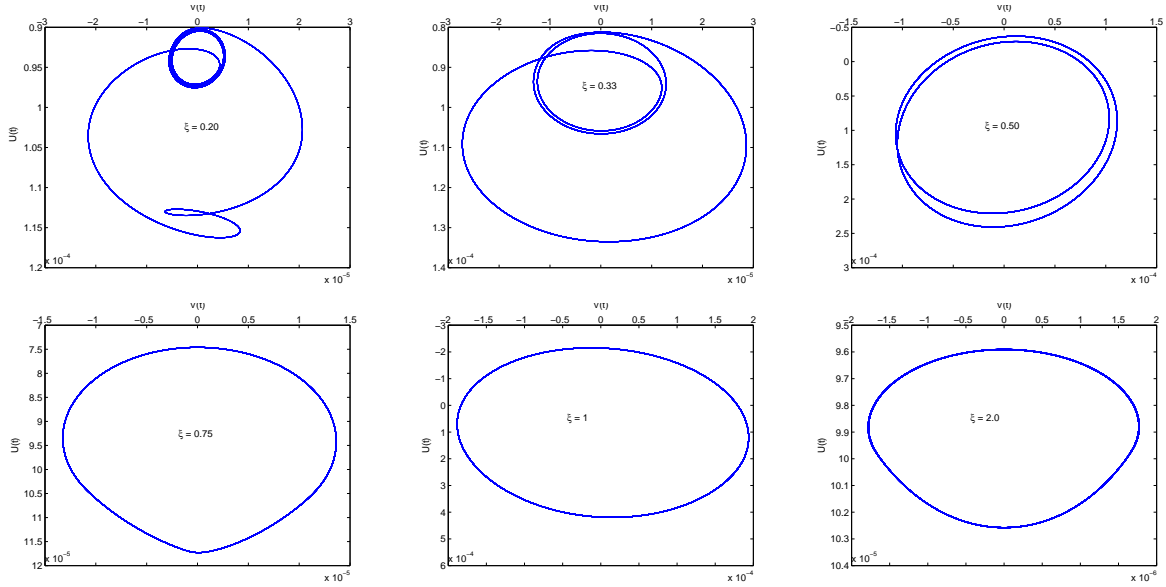 V(t)
−3 −2 −1 0 1 2 3
0.9
0.95
1
1.05
1.1
1.15
1.2
U(t)
ξ = 0.20
x 10⁻⁴
x 10⁻⁵
V(t)
−3 −2 −1 0 1 2 3
0.8
0.9
1
1.1
1.2
1.3
1.4
U(t)
ξ = 0.33
x 10⁻⁴
x 10⁻⁵
V(t)
−1.5 −1 −0.5 0 0.5 1 1.5
−0.5
0
0.5
1
1.5
2
2.5
3
U(t)
ξ = 0.50
x 10⁻⁴
x 10⁻⁴
V(t)
−1.5 −1 −0.5 0 0.5 1 1.5
7
7.5
8
8.5
9
9.5
10
10.5
11
11.5
12
U(t)
ξ = 0.75
x 10⁻⁵
x 10⁻⁵
V(t)
−2 −1.5 −1 −0.5 0 0.5 1 1.5 2
−3
−2
−1
0
1
2
3
4
5
6
U(t)
ξ = 1
x 10⁻⁴
x 10⁻⁴
V(t)
−2 −1.5 −1 −0.5 0 0.5 1 1.5 2
9.5
9.6
9.7
9.8
9.9
10
10.1
10.2
10.3
10.4
U(t)
ξ = 2.0
x 10⁻⁵
x 10⁻⁶